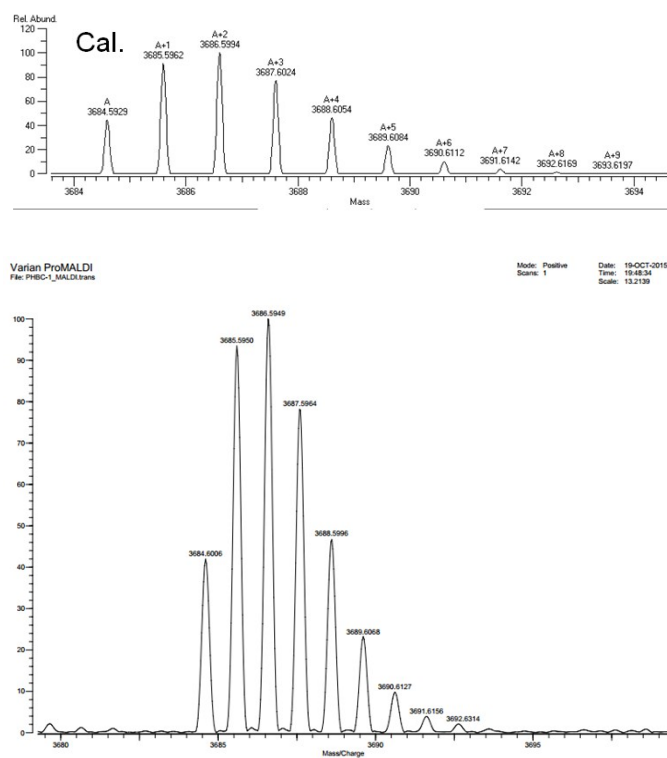 Rel. Abund.
Cal.
120
100
80
60
40
20
0
A
3684.5929
A+1
3685.5962
A+2
3686.5994
A+3
3687.6024
A+4
3688.6054
A+5
3689.6084
A+6
3690.6112
A+7
3691.6142
A+8
3692.6169
A+9
3693.6197
3684 3686 3688 3690 3692 3694
Mass
Varian ProMALDI
File: PHBC-1_MALDI.trans
Mode: Positive
Scans: 1
Date: 19-OCT-2015
Time: 19:48:34
Scale: 13.2139
100
90
80
70
60
50
40
30
20
10
0
3684.6006
3685.5950
3686.5949
3687.5964
3688.5996
3689.6068
3690.6127
3691.6156
3692.6314
3680 3685 3690 3695
Mass/Charge